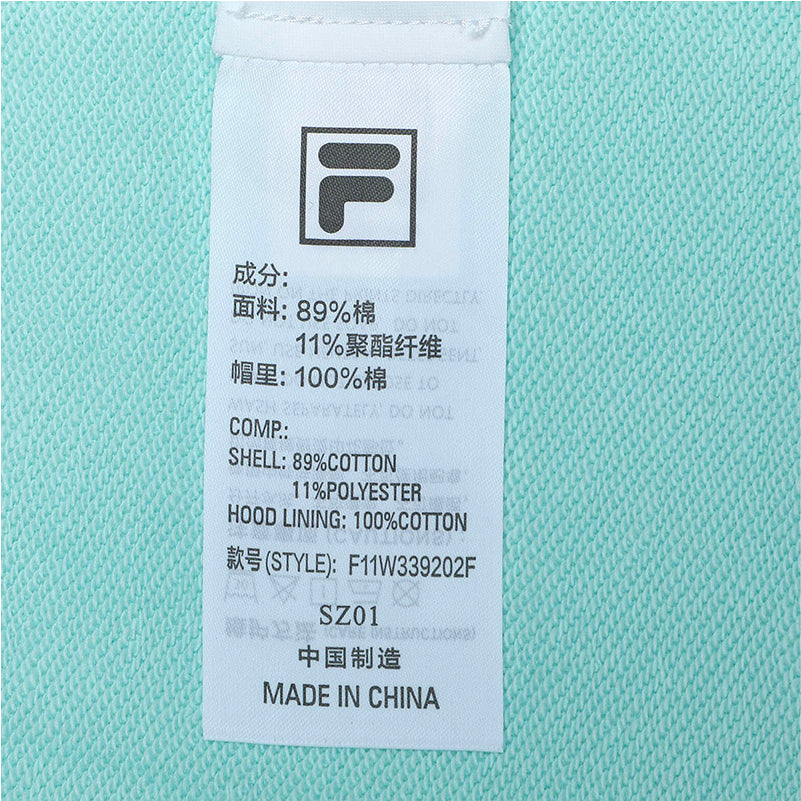 F
成分:
面料: 89%棉
11%聚酯纤维
帽里: 100%棉
COMP.:
SHELL: 89%COTTON
11%POLYESTER
HOOD LINING: 100%COTTON
款号(STYLE): F11W339202F
SZ01
中国制造
MADE IN CHINA